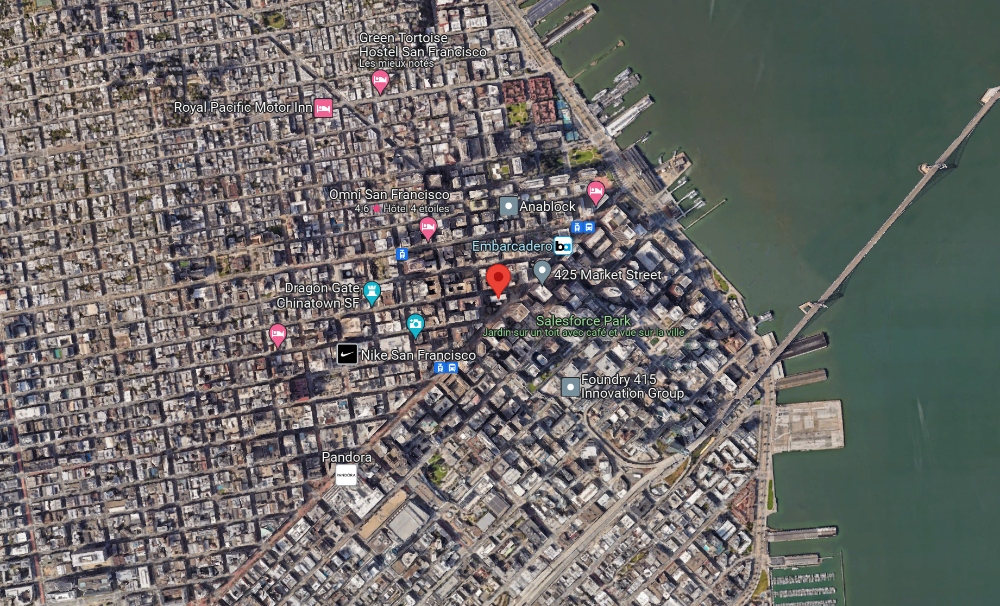 Green Tortoise
Hostel San Francisco
Les mieux notés
Royal Pacific Motor Inn
Omni San Francisco
4.6 ★ Hôtel 4 étoiles
Anablock
Embarcadero
ba
425 Market Street
Dragon Gate
Chinatown SF
Salesforce Park
Jardin sur un toit avec café et vue sur la ville
Nike San Francisco
Foundry 415
Innovation Group
Pandora
PANDORA